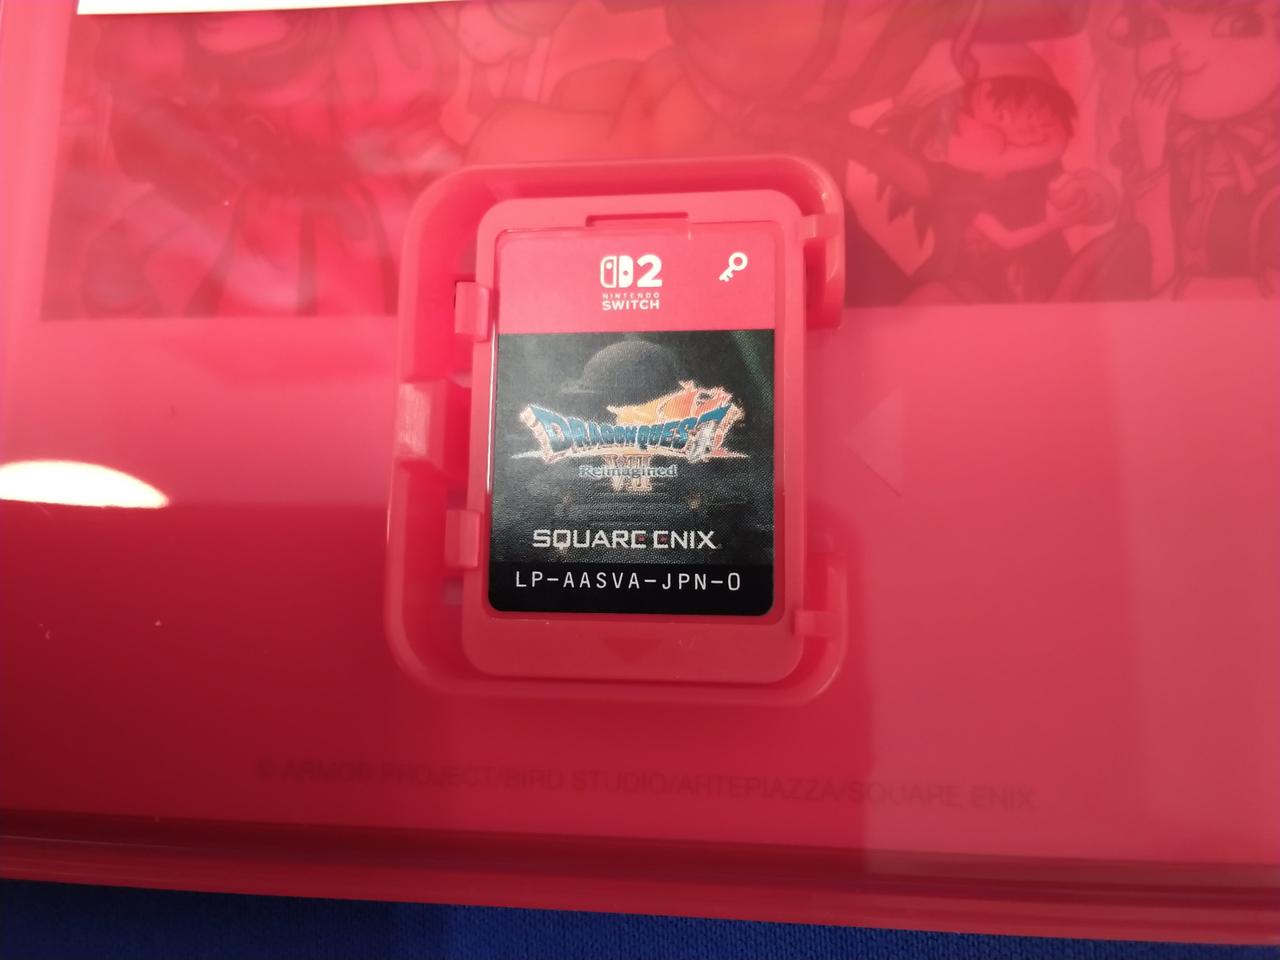 2
NINTENDO
SWITCH
DRAGON QUEST
VII
Reimagined
SQUARE ENIX
LP-AASVA-JPN-0
© ARMOR PROJECT/BIRD STUDIO/ARTEPIAZZA/SQUARE ENIX